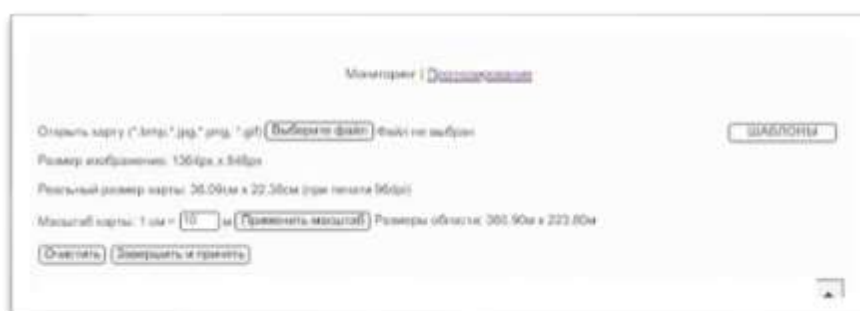 Мониторинг | Прогнозирование
Открыть карту (*.bmp,*.jpg,*.png, *.gif) Выберите файл Файл не выбран ШАБЛОНЫ
Размер изображения: 1364px x 846px
Реальный размер карты: 36.09см x 22.38см (при печати 96dpi)
Масштаб карты: 1 см = 10 м Применить масштаб Размеры области: 360.90м x 223.80м
Очистить Завершить и принять